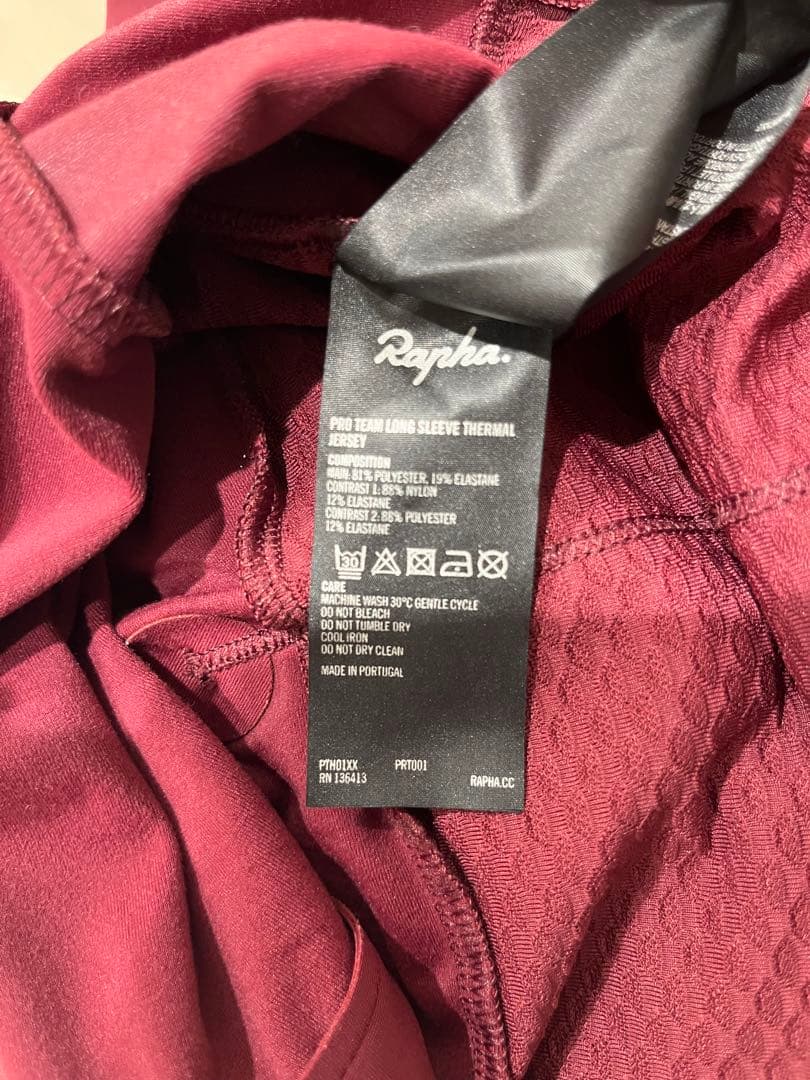 Rapha.
PRO TEAM LONG SLEEVE THERMAL
JERSEY
COMPOSITION
MAIN: 81% POLYESTER, 19% ELASTANE
CONTRAST 1: 88% NYLON
12% ELASTANE
CONTRAST 2: 88% POLYESTER
12% ELASTANE
30
CARE
MACHINE WASH 30°C GENTLE CYCLE
DO NOT BLEACH
DO NOT TUMBLE DRY
COOL IRON
DO NOT DRY CLEAN
MADE IN PORTUGAL
PTH01XX PRT001
RN 136413 RAPHA.CC